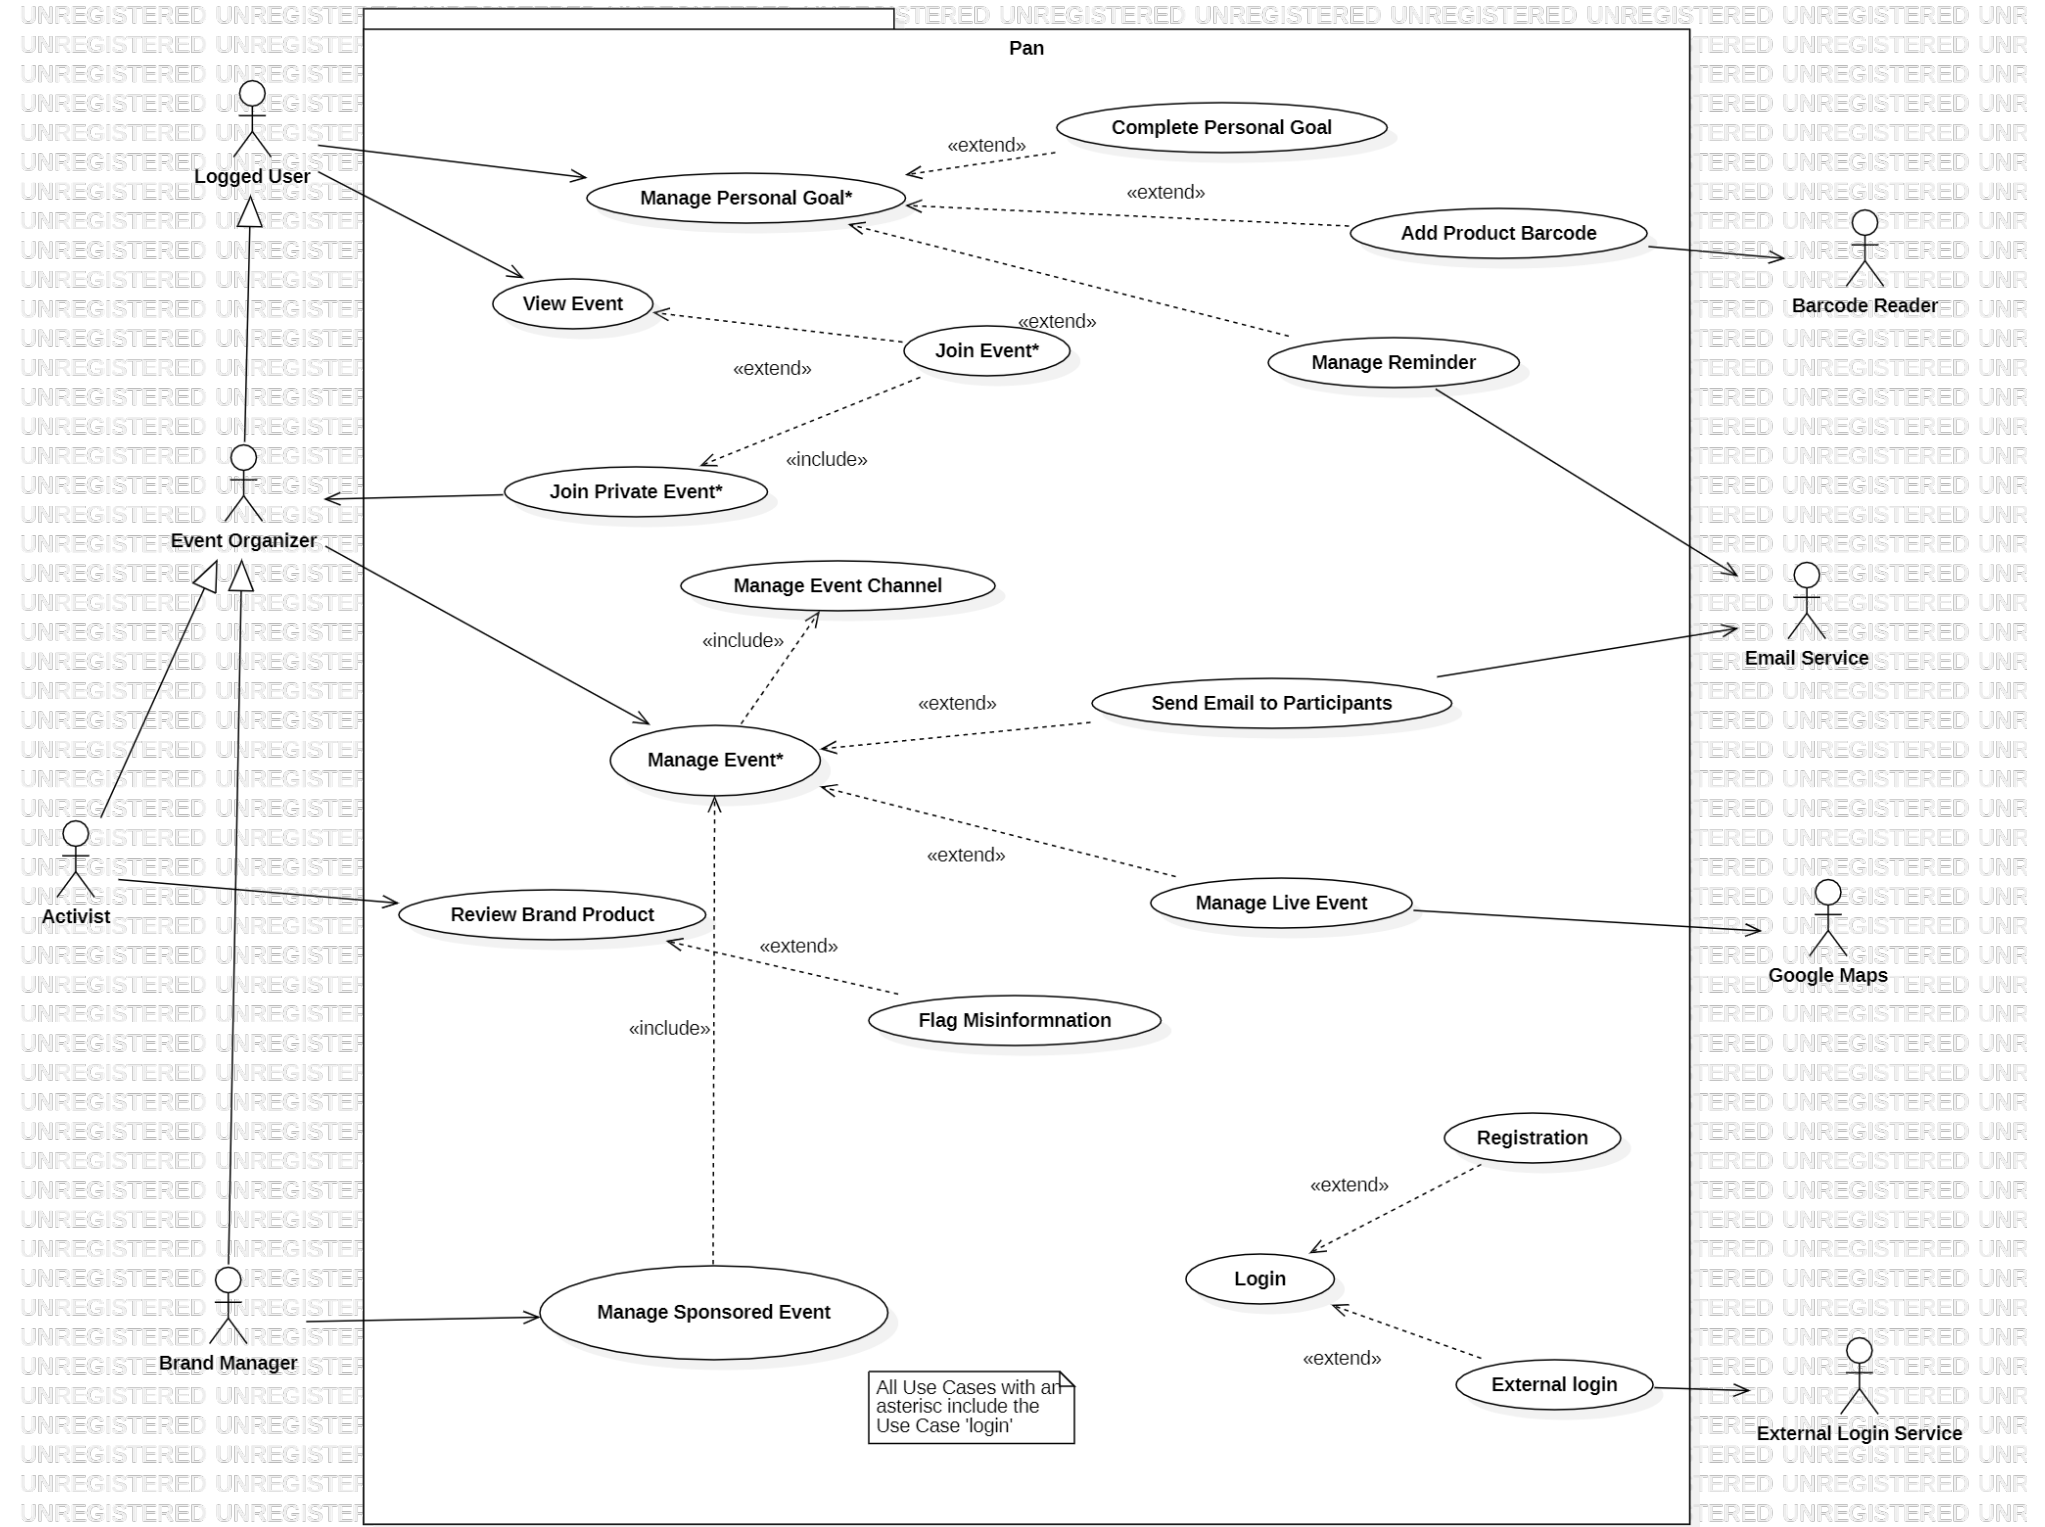 Pan
Complete Personal Goal
«extend»
Logged User
Manage Personal Goal*
«extend»
Add Product Barcode
View Event
Barcode Reader
«extend»
Join Event*
Manage Reminder
«extend»
«include»
Join Private Event*
Event Organizer
Manage Event Channel
«include»
Email Service
«extend»
Send Email to Participants
Manage Event*
«extend»
Manage Live Event
Activist
Review Brand Product
«extend»
Google Maps
Flag Misinformnation
«include»
Registration
«extend»
Login
Manage Sponsored Event
«extend»
Brand Manager
External login
All Use Cases with an
asterisc include the
Use Case 'login'
External Login Service
UNREGISTERED